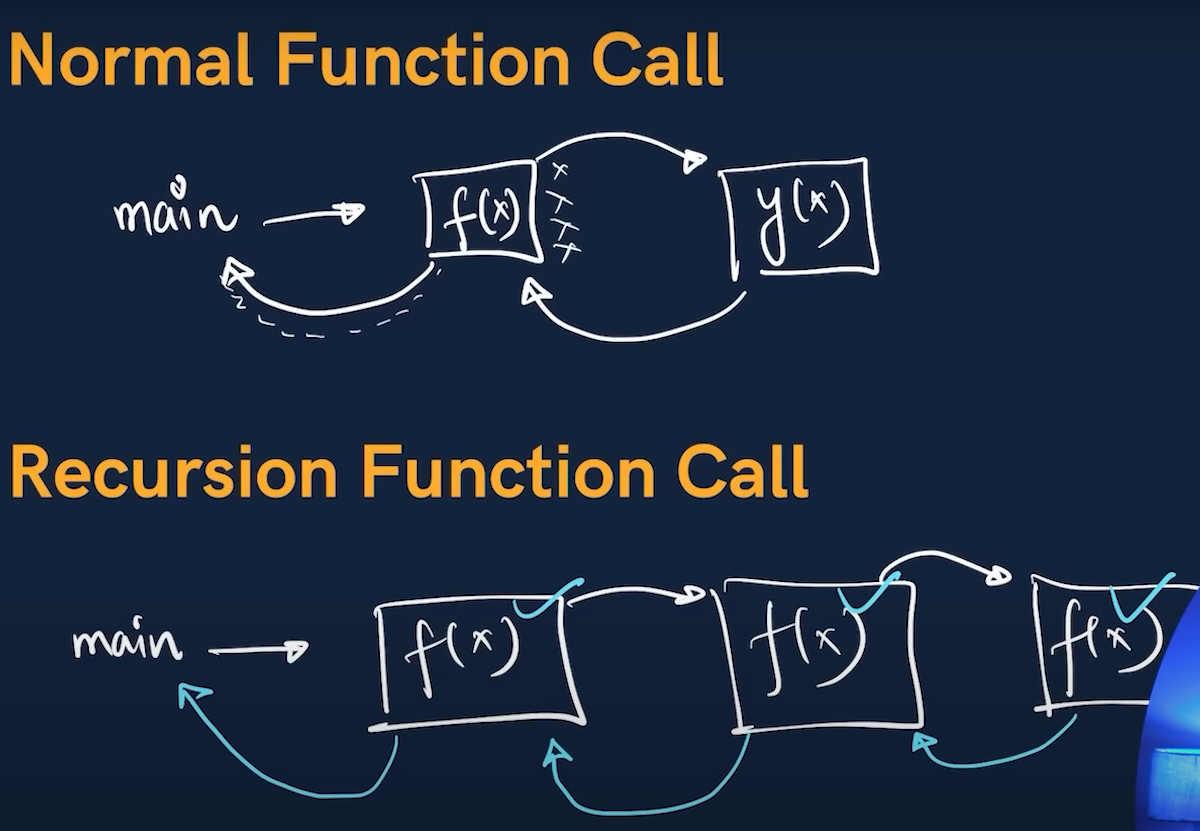 Normal Function Call
main f(x) y(x)
Recursion Function Call
main f(x) f(x) f(x)